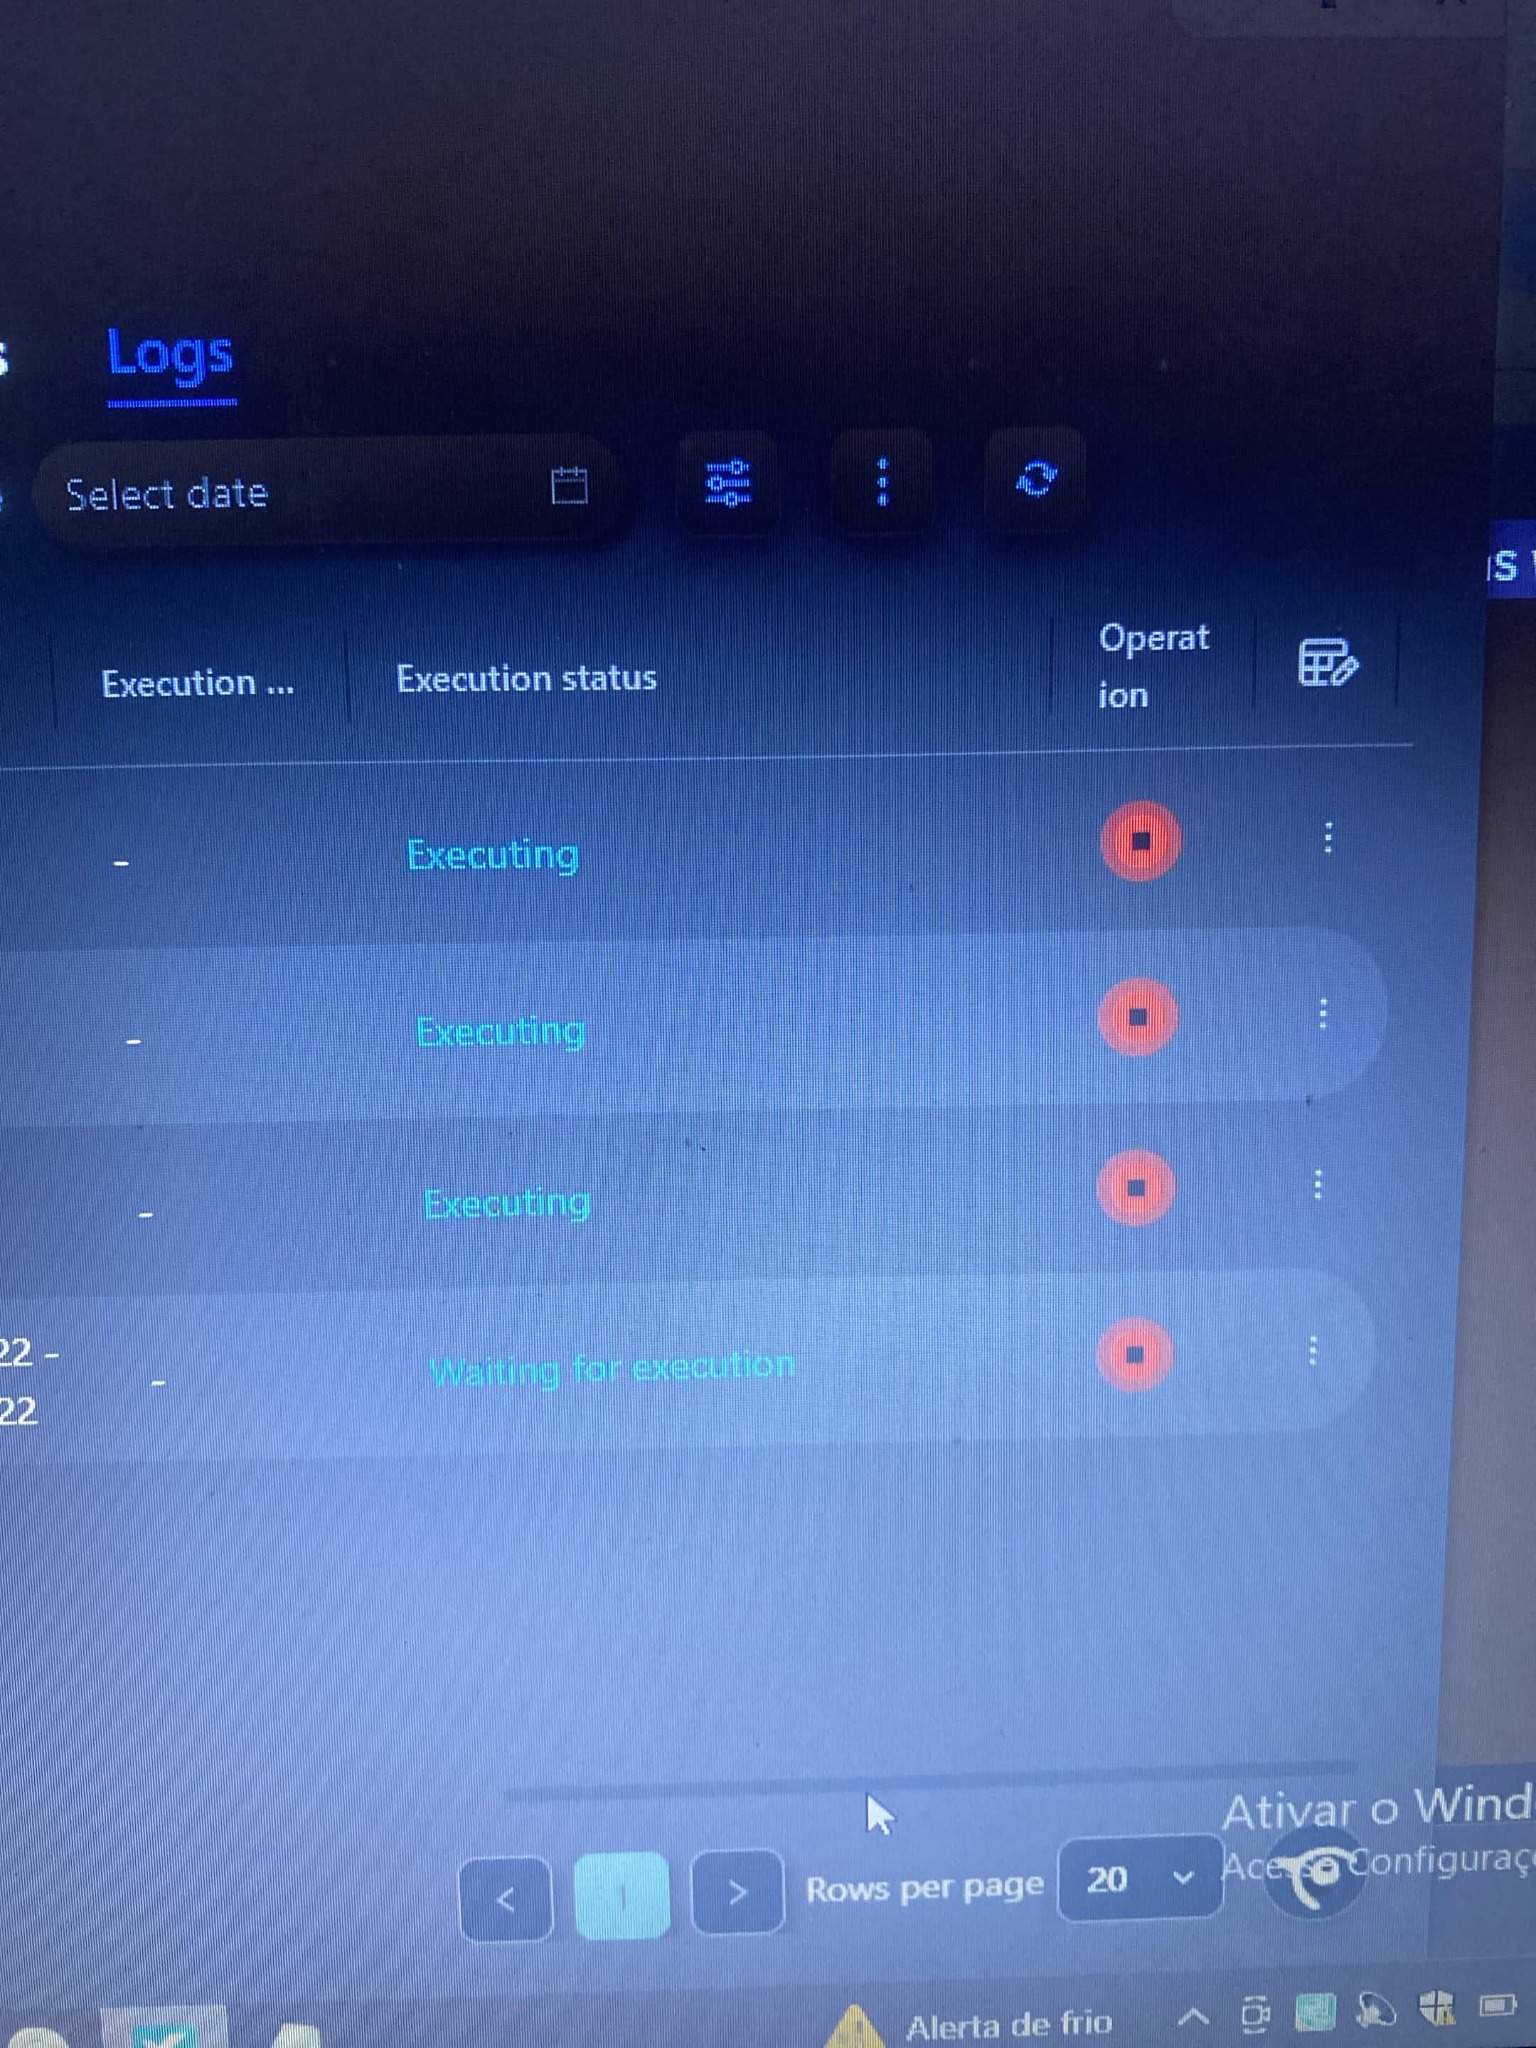 Logs
Select date
Execution ...
Execution status
Operat
ion
-
Executing
-
Executing
-
Executing
22 -
22
-
Waiting for execution
< 1 > Rows per page 20
Ativar o Wind
Configuraç
Alerta de frio